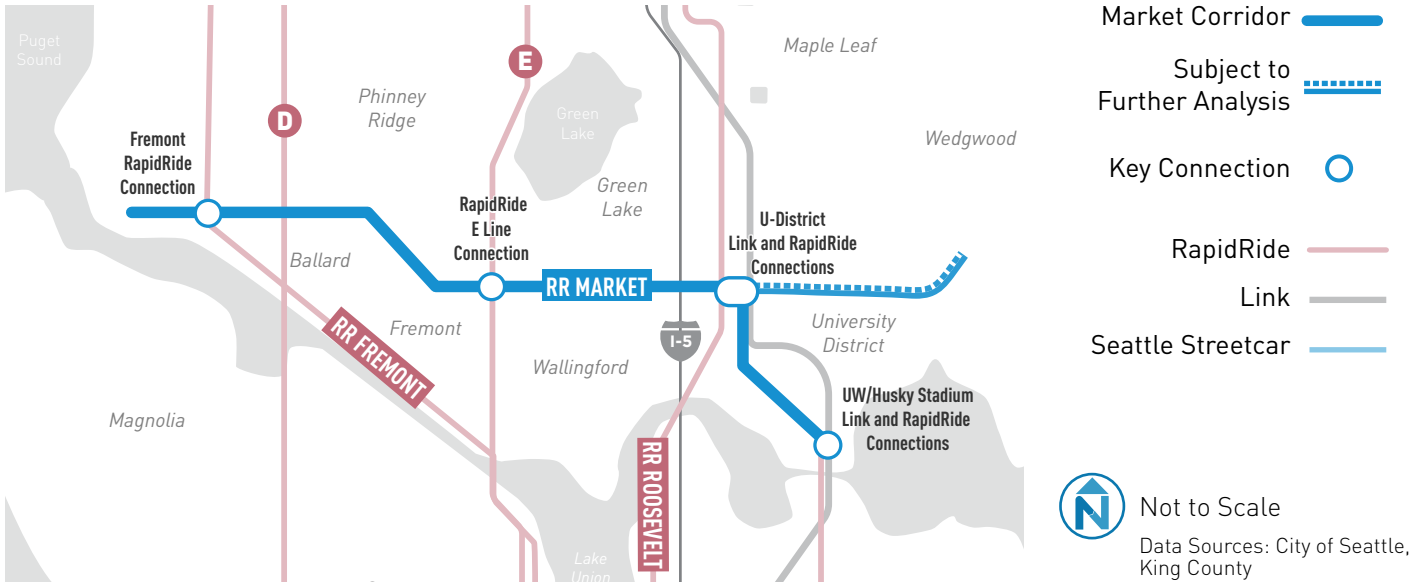 Puget
Sound
Maple Leaf
E
Phinney
Ridge
Green
Lake
D
Wedgwood
Fremont
RapidRide
Connection
Green
Lake
RapidRide
E Line
Connection
U-District
Link and RapidRide
Connections
Ballard
RR MARKET
Fremont
RR FREMONT
I-5
University
District
Wallingford
Magnolia
UW/Husky Stadium
Link and RapidRide
Connections
RR ROOSEVELT
Lake
Union
Market Corridor
Subject to
Further Analysis
Key Connection
RapidRide
Link
Seattle Streetcar
N
Not to Scale
Data Sources: City of Seattle,
King County